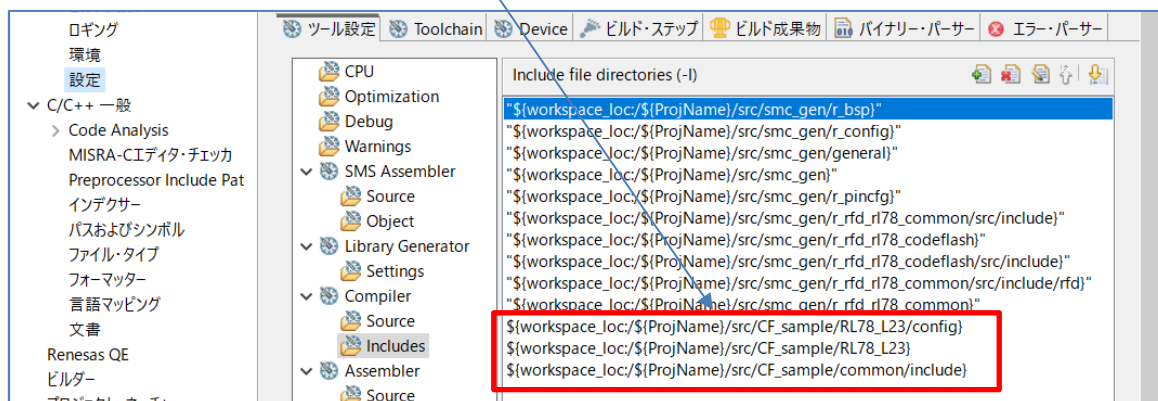 ロギング
環境
設定
C/C++ 一般
Code Analysis
MISRA-CIディタ・チェッカ
Preprocessor Include Pat
インデクサー
パスおよびシンボル
ファイル・タイプ
フォーマッター
言語マッピング
文書
Renesas QE
ビルダー
ツール設定 Toolchain Device ビルド・ステップ ビルド成果物 バイナリー・パーサー エラー・パーサー
CPU
Optimization
Debug
Warnings
SMS Assembler
Source
Object
Library Generator
Settings
Compiler
Source
Includes
Assembler
Source
Include file directories (-I)
"${workspace_loc:/${ProjName}/src/smc_gen/r_bsp}"
"${workspace_loc:/${ProjName}/src/smc_gen/r_config}"
"${workspace_loc:/${ProjName}/src/smc_gen/general}"
"${workspace_loc:/${ProjName}/src/smc_gen}"
"${workspace_loc:/${ProjName}/src/smc_gen/r_pincfg}"
"${workspace_loc:/${ProjName}/src/smc_gen/r_rfd_rl78_common/src/include}"
"${workspace_loc:/${ProjName}/src/smc_gen/r_rfd_rl78_codeflash}"
"${workspace_loc:/${ProjName}/src/smc_gen/r_rfd_rl78_codeflash/src/include}"
"${workspace_loc:/${ProjName}/src/smc_gen/r_rfd_rl78_common/src/include/rfd}"
"${workspace_loc:/${ProjName}/src/smc_gen/r_rfd_rl78_common}"
${workspace_loc:/${ProjName}/src/CF_sample/RL78_L23/config}
${workspace_loc:/${ProjName}/src/CF_sample/RL78_L23}
${workspace_loc:/${ProjName}/src/CF_sample/common/include}